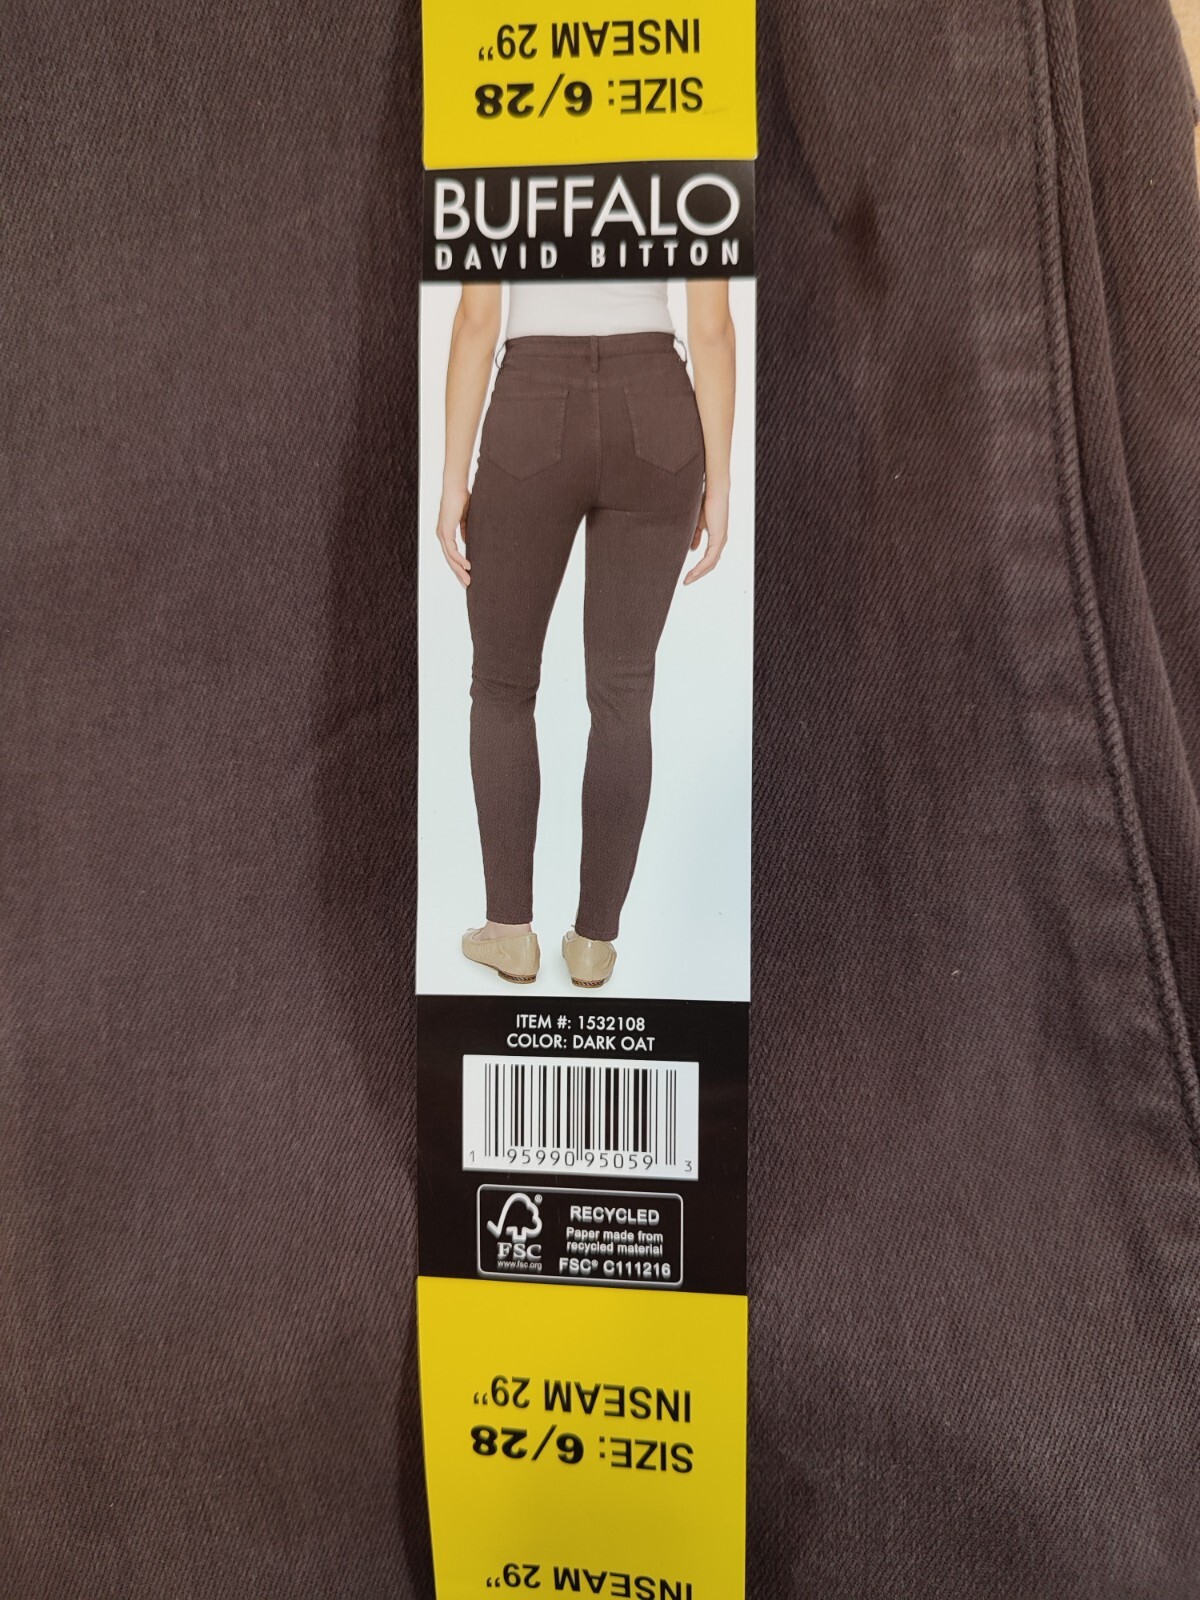 INSEAM 29"
SIZE: 6/28
BUFFALO
DAVID BITTON
ITEM #: 1532108
COLOR: DARK OAT
1 95990 95059 3
FSC®
www.fsc.org
RECYCLED
Paper made from
recycled material
FSC® C111216
INSEAM 29"
SIZE: 6/28
INSEAM 29"